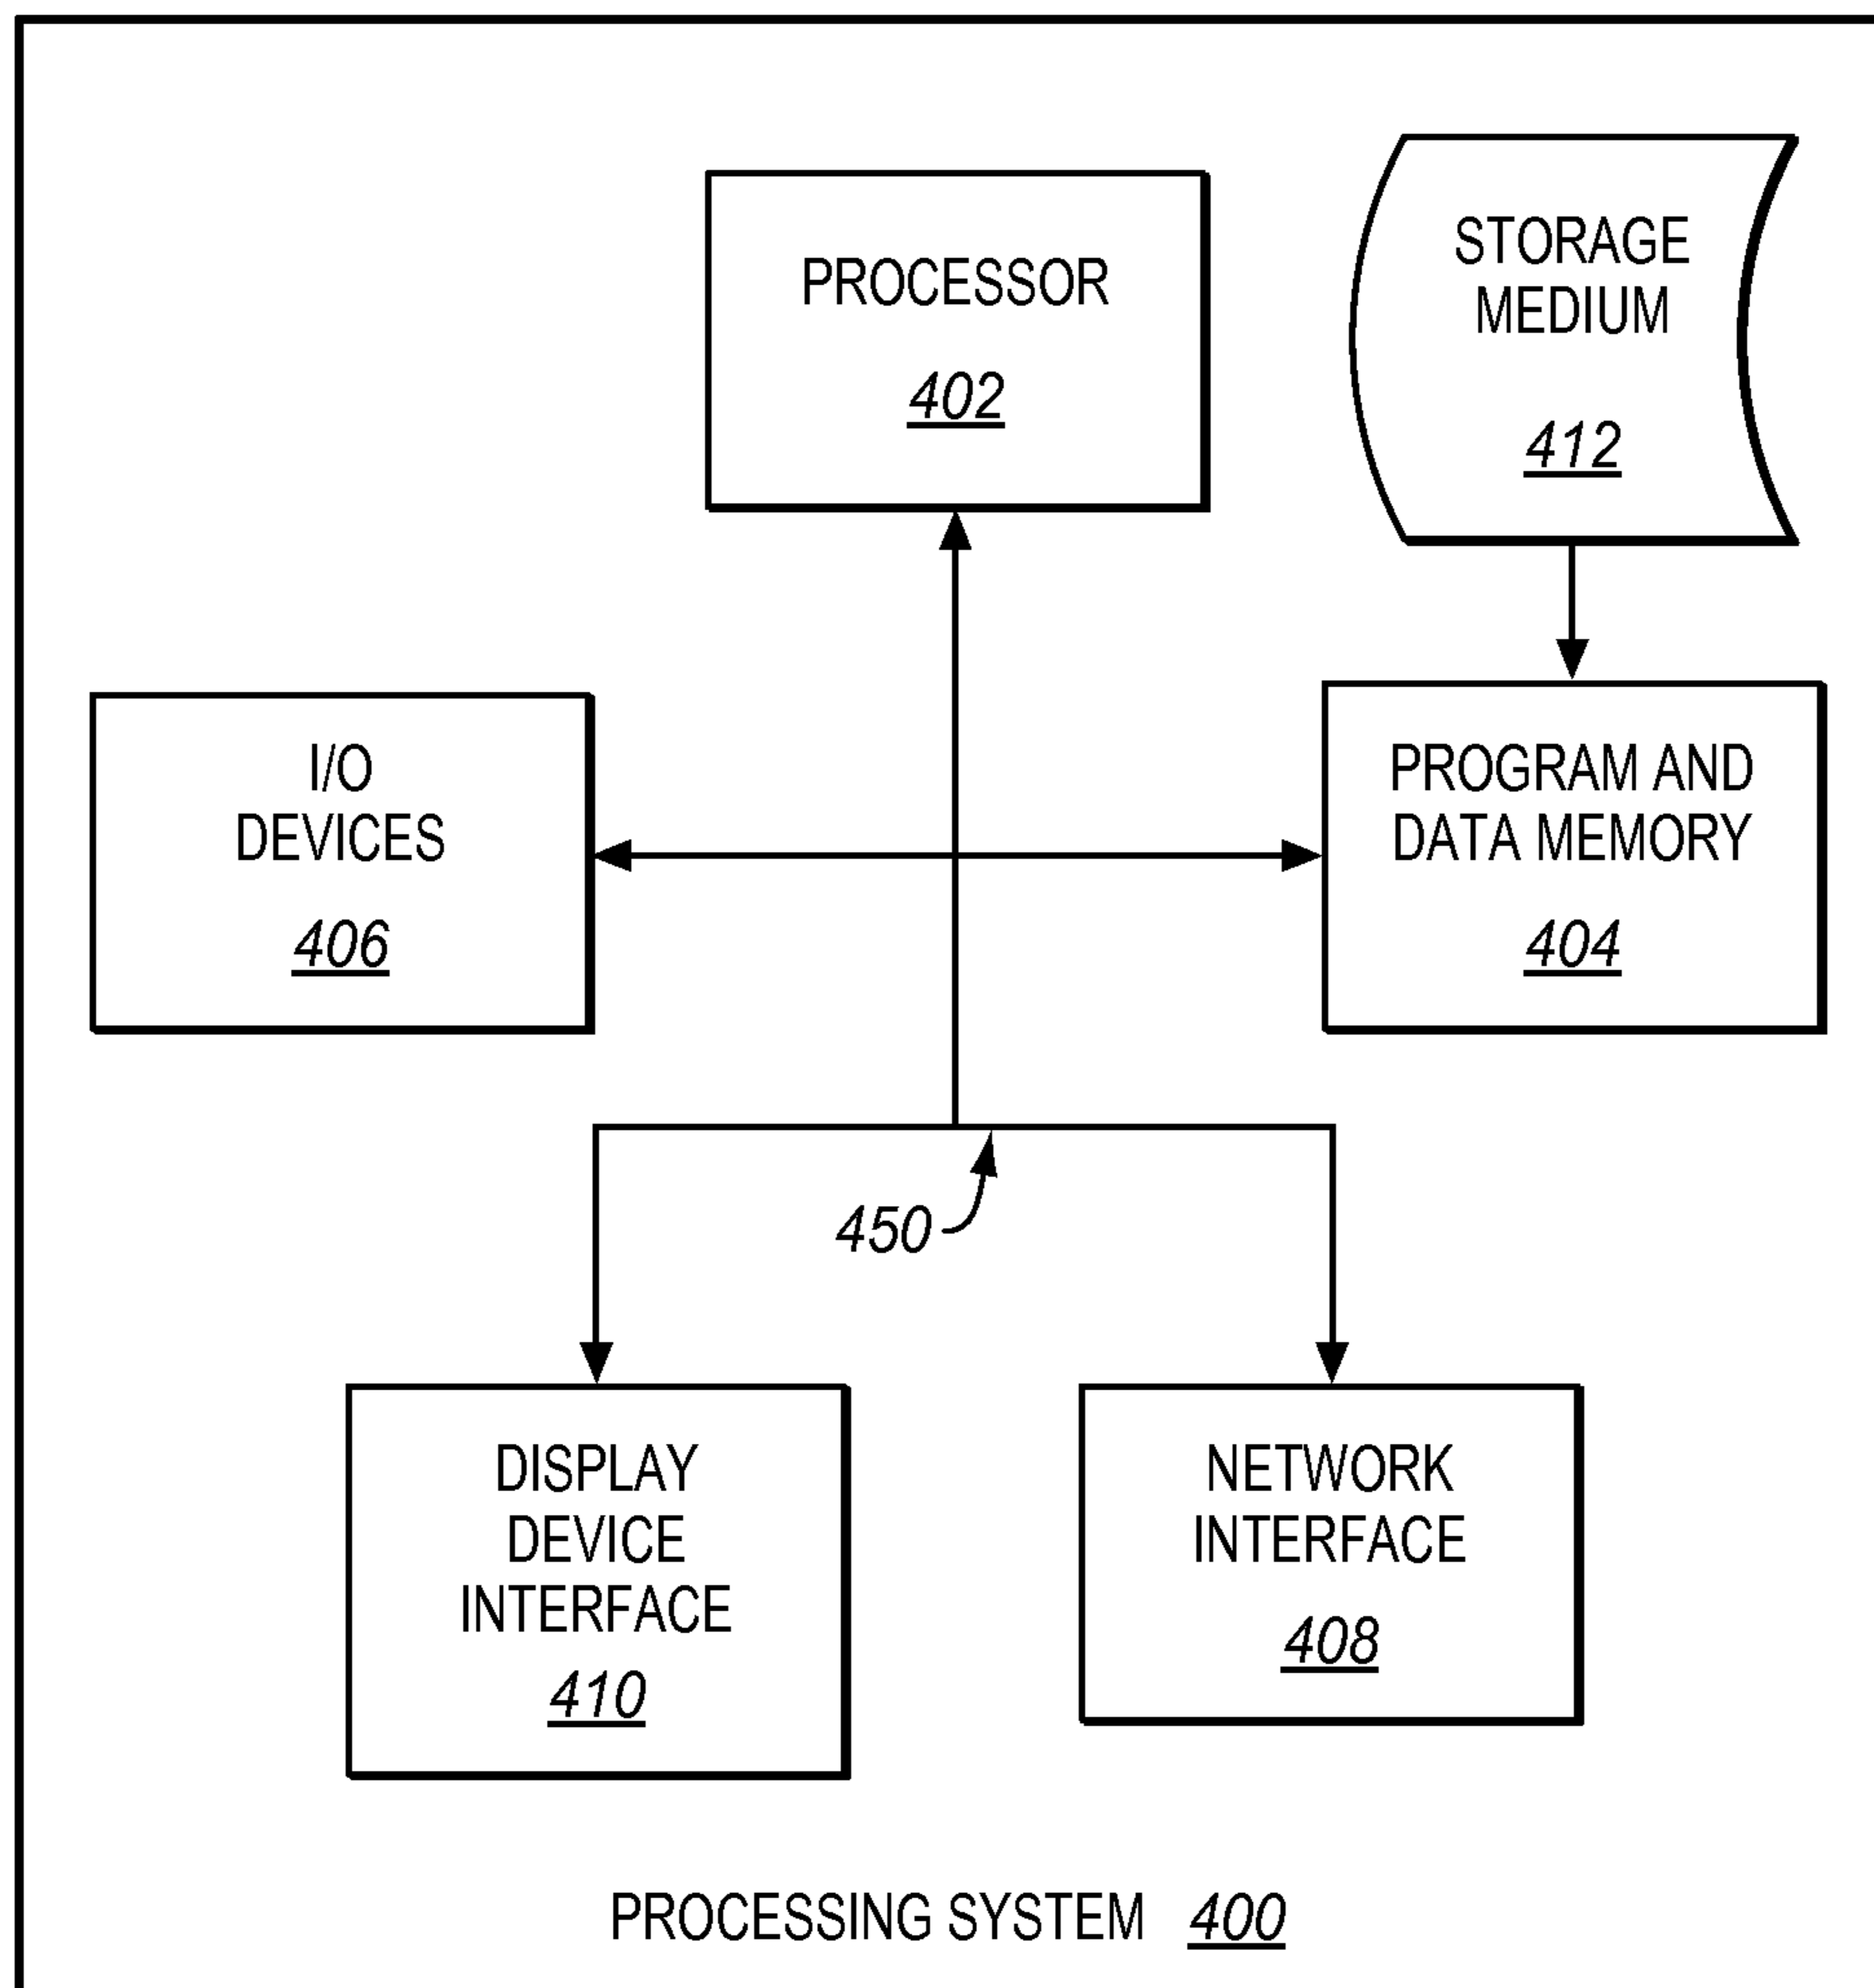 PROCESSOR
402
STORAGE
MEDIUM
412
I/O
DEVICES
406
PROGRAM AND
DATA MEMORY
404
450
DISPLAY
DEVICE
INTERFACE
410
NETWORK
INTERFACE
408
PROCESSING SYSTEM 400